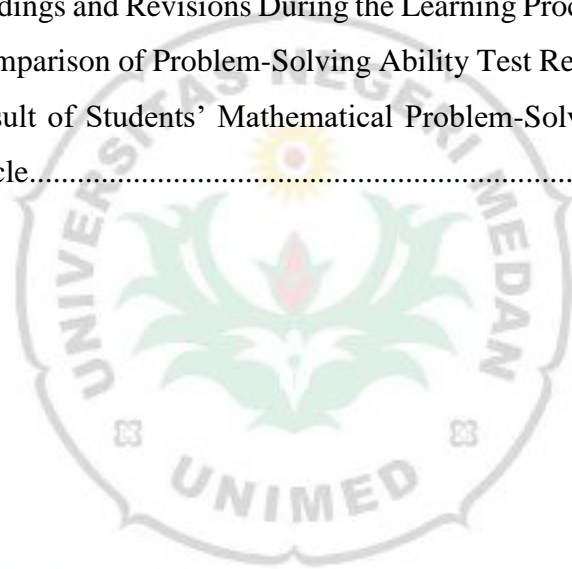 dings and Revisions During the Learning Proc
mparison of Problem-Solving Ability Test Re
sult of Students’ Mathematical Problem-Solv
cle.......................................................................
UNIVERSITAS NEGERI MEDAN
UNIMED